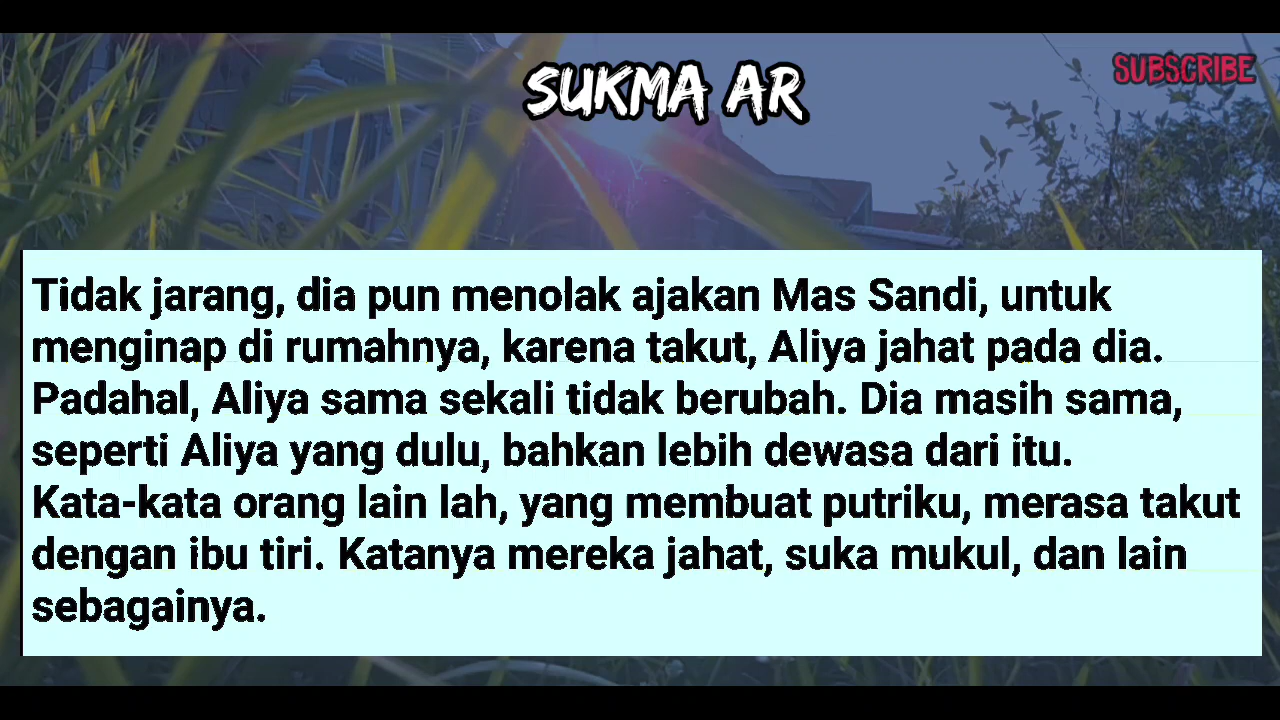 SUKMA AR
SUBSCRIBE
Tidak jarang, dia pun menolak ajakan Mas Sandi, untuk
menginap di rumahnya, karena takut, Aliya jahat pada dia.
Padahal, Aliya sama sekali tidak berubah. Dia masih sama,
seperti Aliya yang dulu, bahkan lebih dewasa dari itu.
Kata-kata orang lain lah, yang membuat putriku, merasa takut
dengan ibu tiri. Katanya mereka jahat, suka mukul, dan lain
sebagainya.